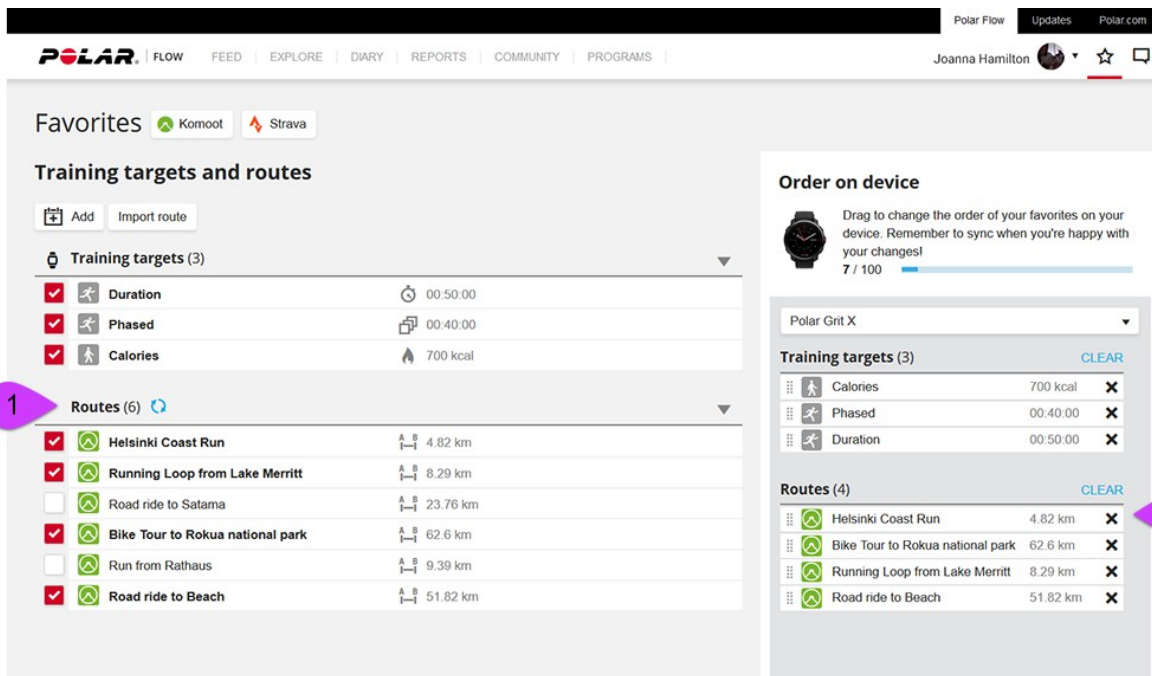 Polar Flow Updates Polar.com
POLAR. FLOW FEED EXPLORE DIARY REPORTS COMMUNITY PROGRAMS Joanna Hamilton
Favorites Komoot Strava
Training targets and routes
Add Import route
Training targets (3)
Duration 00:50:00
Phased 00:40:00
Calories 700 kcal
1
Routes (6)
Helsinki Coast Run A B 4.82 km
Running Loop from Lake Merritt A B 8.29 km
Road ride to Satama A B 23.76 km
Bike Tour to Rokua national park A B 62.6 km
Run from Rathaus A B 9.39 km
Road ride to Beach A B 51.82 km
Order on device
Drag to change the order of your favorites on your
device. Remember to sync when you're happy with
your changes!
7 / 100
Polar Grit X
Training targets (3) CLEAR
Calories 700 kcal
Phased 00:40:00
Duration 00:50:00
Routes (4) CLEAR
Helsinki Coast Run 4.82 km
Bike Tour to Rokua national park 62.6 km
Running Loop from Lake Merritt 8.29 km
Road ride to Beach 51.82 km